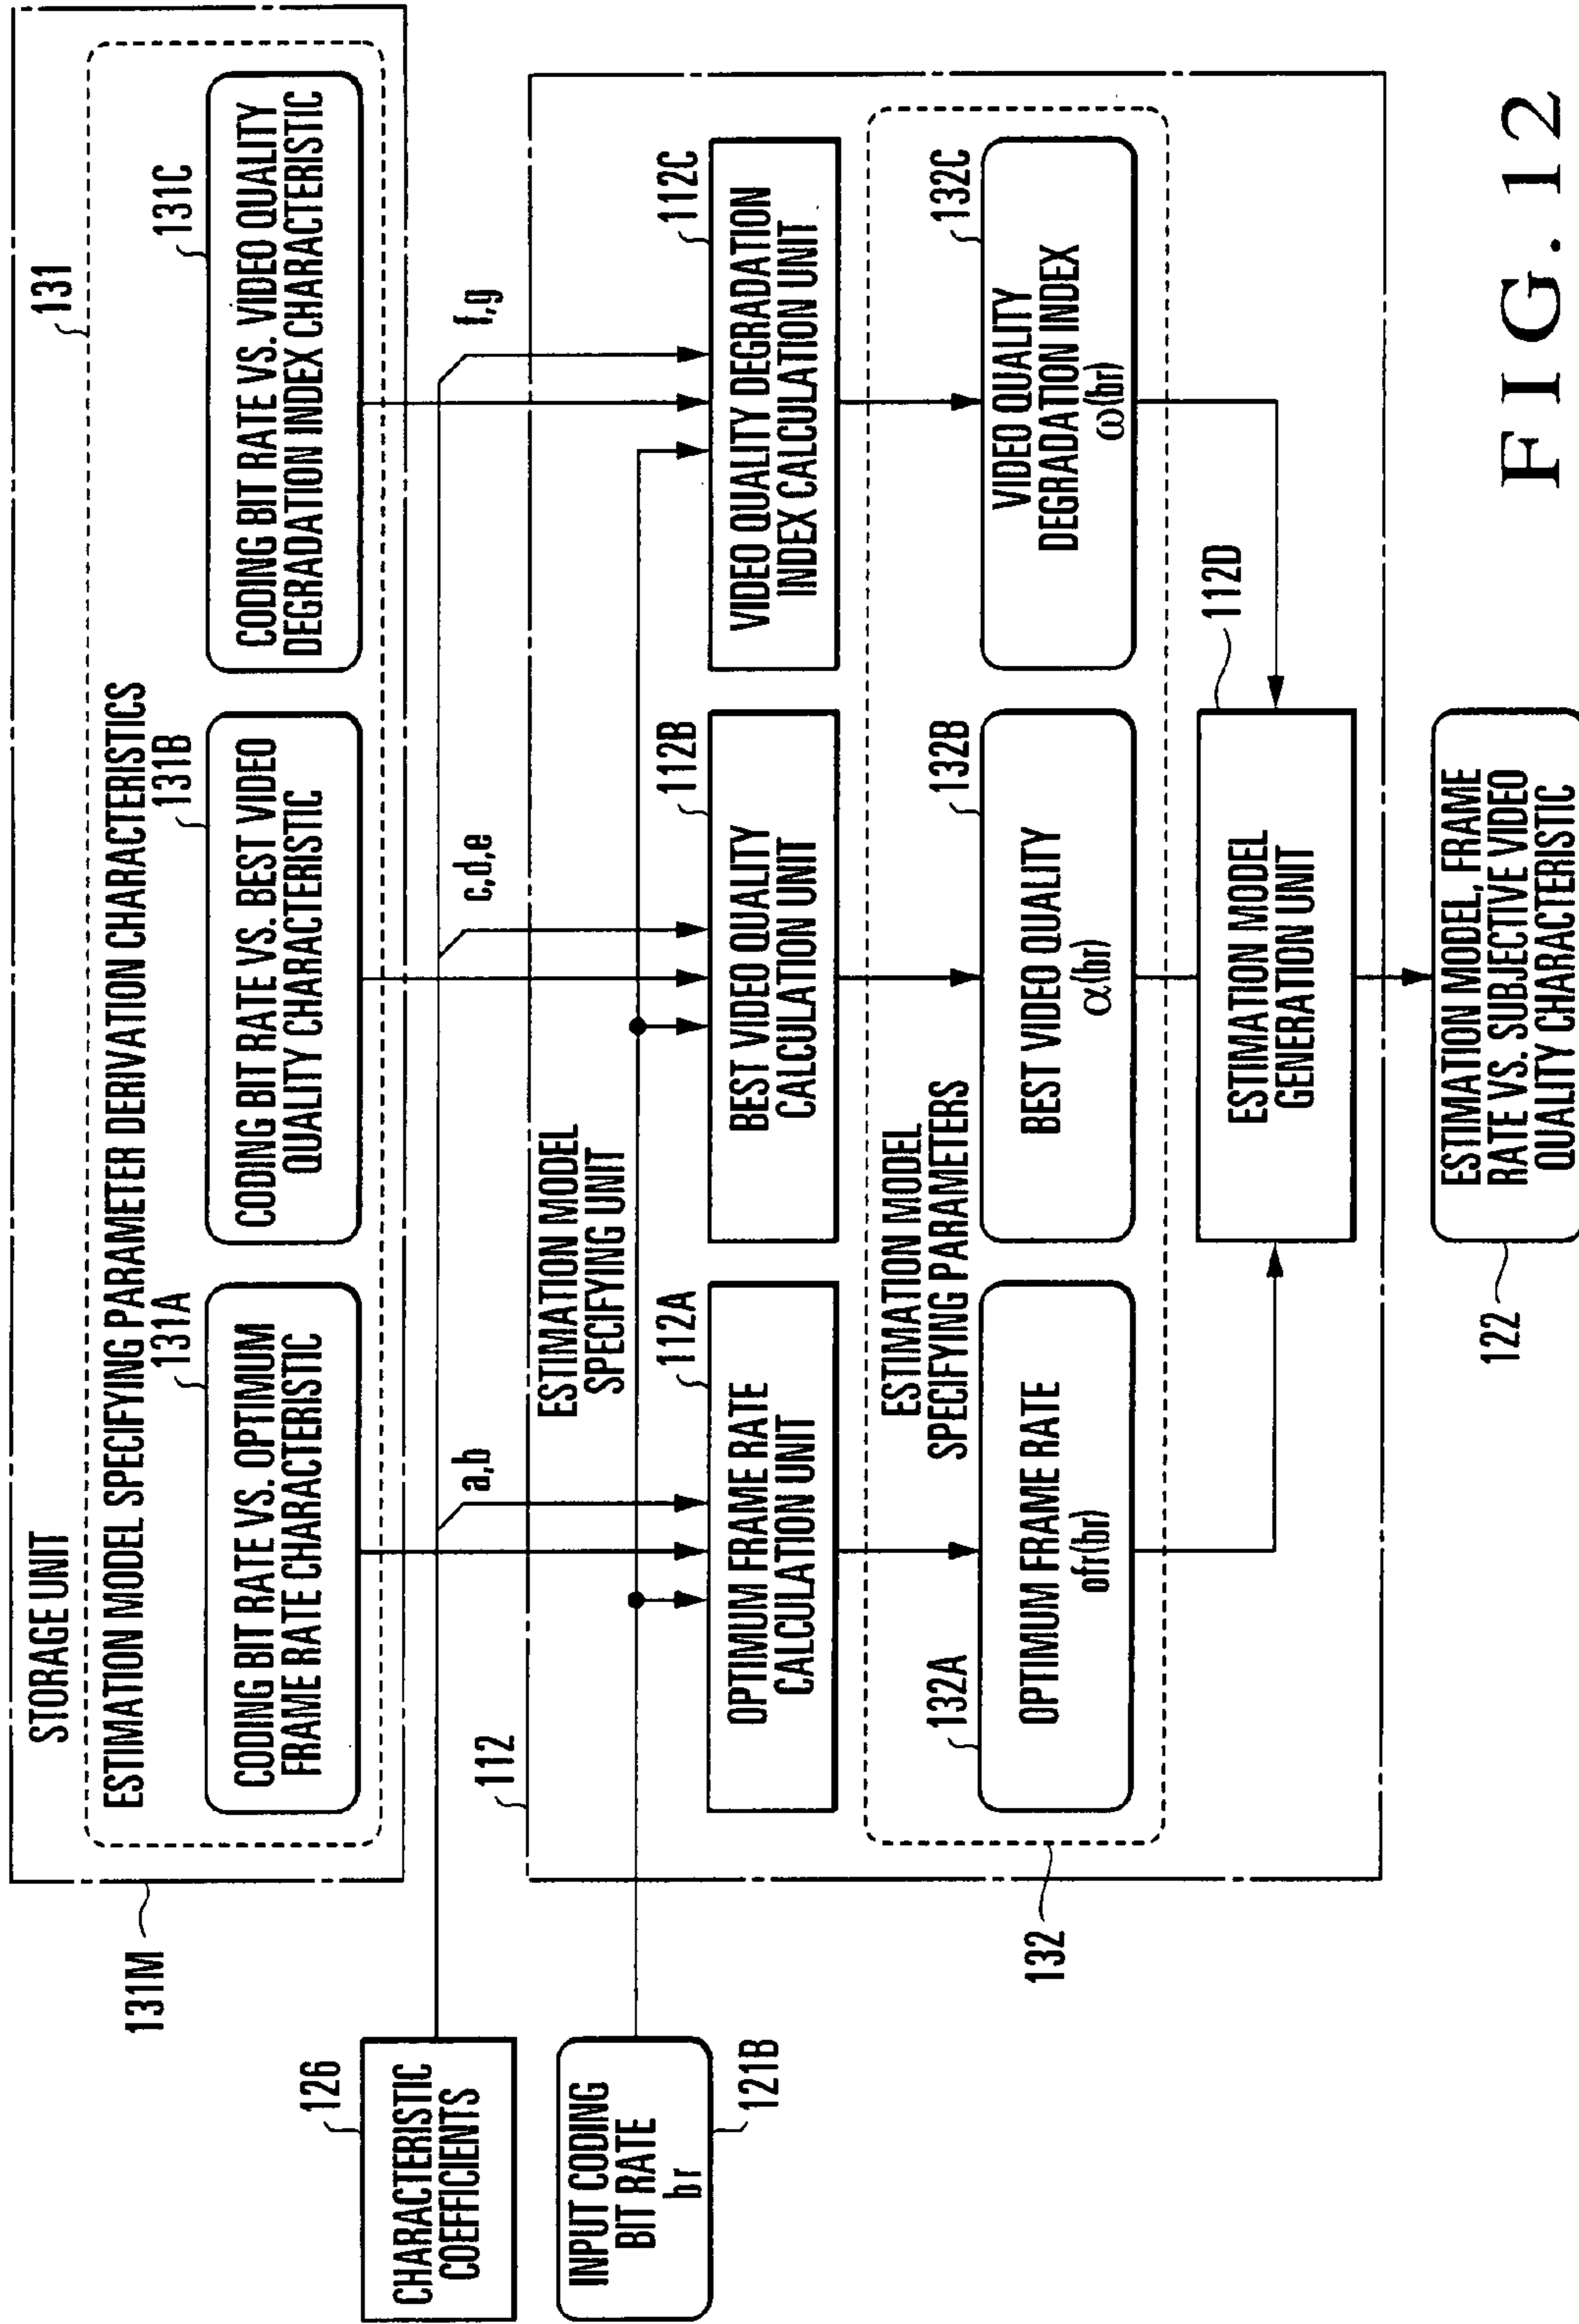 STORAGE UNIT
131M
131
ESTIMATION MODEL SPECIFYING PARAMETER DERIVATION CHARACTERISTICS
131A
CODING BIT RATE VS. OPTIMUM
FRAME RATE CHARACTERISTIC
131B
CODING BIT RATE VS. BEST VIDEO
QUALITY CHARACTERISTIC
131C
CODING BIT RATE VS. VIDEO QUALITY
DEGRADATION INDEX CHARACTERISTIC
126
CHARACTERISTIC
COEFFICIENTS
a,b
c,d,e
f,g
INPUT CODING
BIT RATE
br
121B
112
ESTIMATION MODEL
SPECIFYING UNIT
112A
OPTIMUM FRAME RATE
CALCULATION UNIT
112B
BEST VIDEO QUALITY
CALCULATION UNIT
112C
VIDEO QUALITY DEGRADATION
INDEX CALCULATION UNIT
ESTIMATION MODEL
SPECIFYING PARAMETERS
132A
OPTIMUM FRAME RATE
ofr(br)
132B
BEST VIDEO QUALITY
α(br)
132C
VIDEO QUALITY
DEGRADATION INDEX
ω(br)
132
112D
ESTIMATION MODEL
GENERATION UNIT
122
ESTIMATION MODEL, FRAME
RATE VS. SUBJECTIVE VIDEO
QUALITY CHARACTERISTIC
FIG. 12